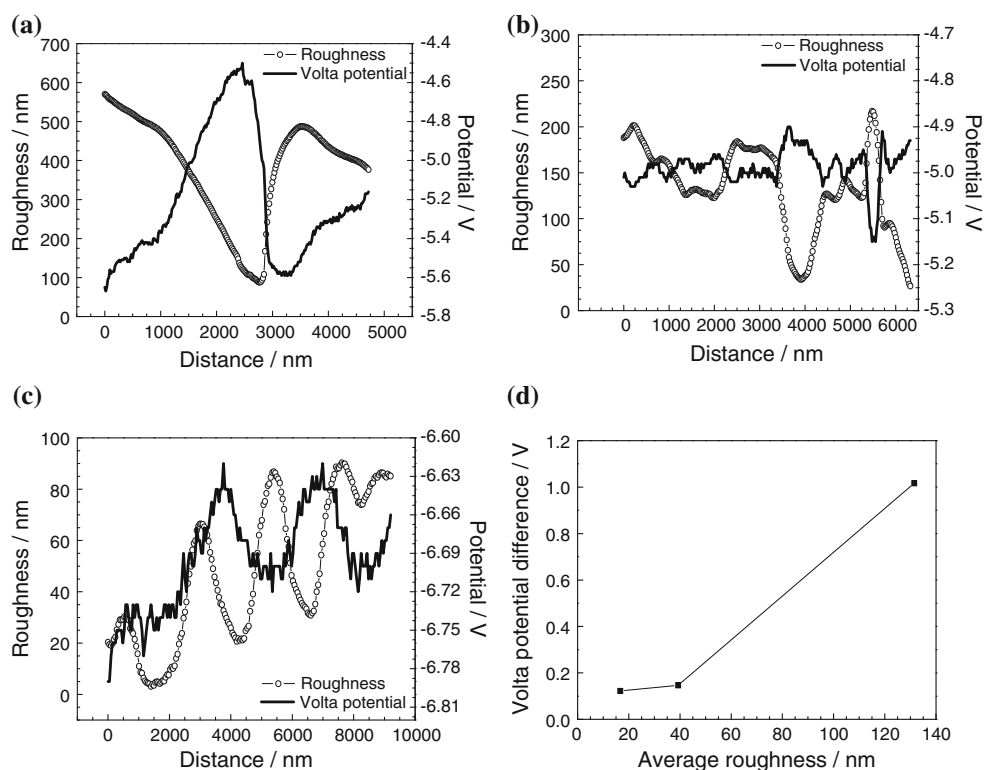 (a)
700
600
500
400
300
200
100
0
Roughness / nm
Roughness
Volta potential
-4.4
-4.6
-4.8
-5.0
-5.2
-5.4
-5.6
-5.8
Potential / V
0 1000 2000 3000 4000 5000
Distance / nm
(b)
300
250
200
150
100
50
0
Roughness / nm
Roughness
Volta potential
-4.7
-4.8
-4.9
-5.0
-5.1
-5.2
-5.3
Potential / V
0 1000 2000 3000 4000 5000 6000
Distance / nm
(c)
100
80
60
40
20
0
Roughness / nm
Roughness
Volta potential
-6.60
-6.63
-6.66
-6.69
-6.72
-6.75
-6.78
-6.81
Potential / V
0 2000 4000 6000 8000 10000
Distance / nm
(d)
1.2
1.0
0.8
0.6
0.4
0.2
0.0
Volta potential difference / V
0 20 40 60 80 100 120 140
Average roughness / nm